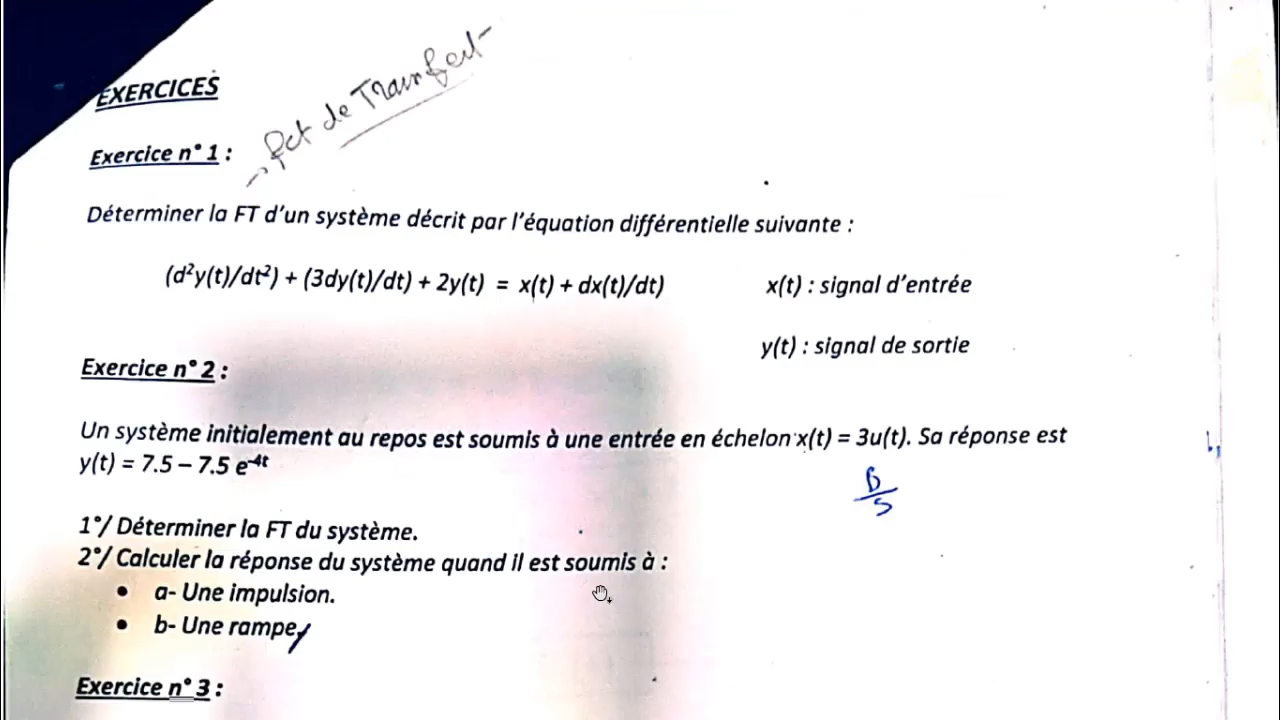 EXERCICES
→ fct de Transfert
Exercice n° 1 :
Déterminer la FT d'un système décrit par l'équation différentielle suivante :
(d²y(t)/dt²) + (3dy(t)/dt) + 2y(t) = x(t) + dx(t)/dt) x(t) : signal d'entrée
y(t) : signal de sortie
Exercice n° 2 :
Un système initialement au repos est soumis à une entrée en échelon x(t) = 3u(t). Sa réponse est
y(t) = 7.5 – 7.5 e⁻⁴ᵗ
1°/ Déterminer la FT du système.
2°/ Calculer la réponse du système quand il est soumis à :
• a- Une impulsion.
• b- Une rampe
Exercice n° 3 :